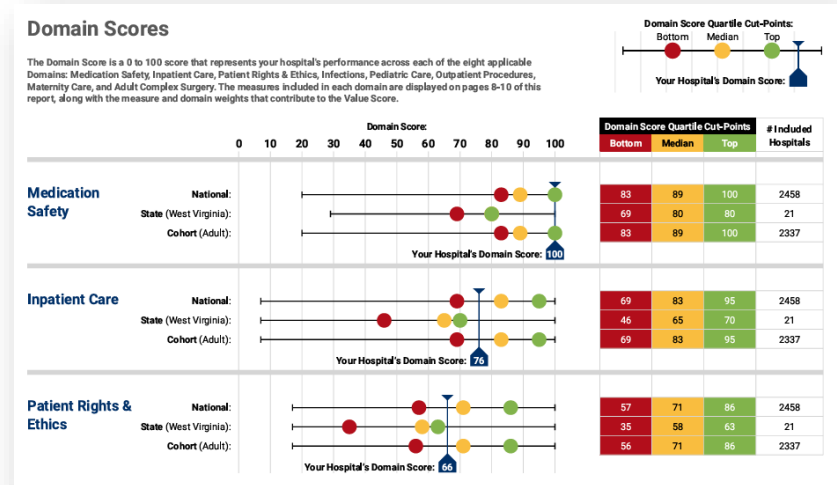 Domain Scores
Domain Score Quartile Cut-Points:
Bottom Median Top
Your Hospital's Domain Score:
The Domain Score is a 0 to 100 score that represents your hospital's performance across each of the eight applicable
Domains: Medication Safety, Inpatient Care, Patient Rights & Ethics, Infections, Pediatric Care, Outpatient Procedures,
Maternity Care, and Adult Complex Surgery. The measures included in each domain are displayed on pages 8-10 of this
report, along with the measure and domain weights that contribute to the Value Score.
Domain Score:
0 10 20 30 40 50 60 70 80 90 100
Domain Score Quartile Cut-Points
Bottom Median Top
# Included
Hospitals
Medication
Safety
National: 83 89 100 2458
State (West Virginia): 69 80 80 21
Cohort (Adult): 83 89 100 2337
Your Hospital's Domain Score: 100
Inpatient Care
National: 69 83 95 2458
State (West Virginia): 46 65 70 21
Cohort (Adult): 69 83 95 2337
Your Hospital's Domain Score: 76
Patient Rights &
Ethics
National: 57 71 86 2458
State (West Virginia): 35 58 63 21
Cohort (Adult): 56 71 86 2337
Your Hospital's Domain Score: 66